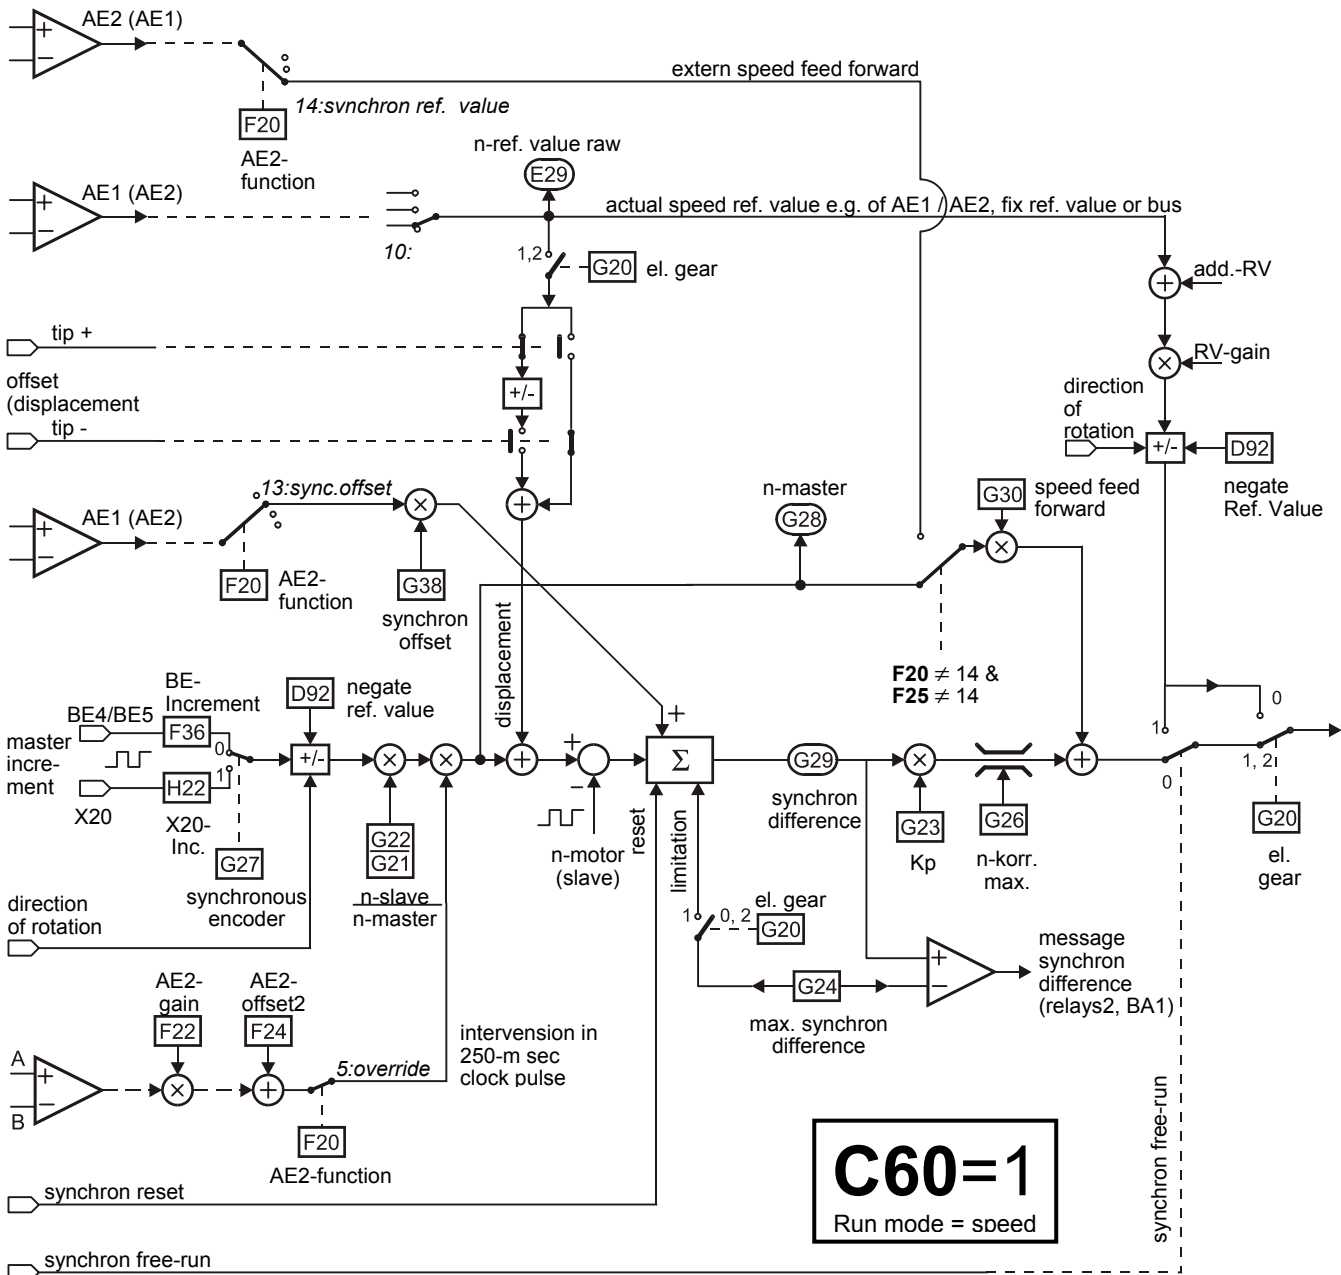 AE2 (AE1)
extern speed feed forward
14:svnchron ref. value
F20
AE2-
function
n-ref. value raw
E29
AE1 (AE2)
actual speed ref. value e.g. of AE1 / AE2, fix ref. value or bus
10:
1,2
G20
el. gear
add.-RV
RV-gain
tip +
offset
(displacement
tip -
+/-
direction
of
rotation
+/-
D92
negate
Ref. Value
13:sync.offset
AE1 (AE2)
F20
AE2-
function
G38
synchron
offset
n-master
G28
G30
speed feed
forward
displacement
F20 ≠ 14 &
F25 ≠ 14
BE-
Increment
BE4/BE5
F36
0
master
incre-
ment
1
H22
X20
X20-
Inc.
G27
synchronous
encoder
D92
negate
ref. value
+/-
G22
G21
n-slave
n-master
+
−
n-motor
(slave)
+
Σ
reset
limitation
G29
synchron
difference
G23
Kp
G26
n-korr.
max.
1
0
0
1, 2
G20
el.
gear
direction
of rotation
1
0, 2
el. gear
G20
G24
max. synchron
difference
+
−
message
synchron
difference
(relays2, BA1)
AE2-
gain
F22
AE2-
offset2
F24
A
B
+
−
5:override
F20
AE2-function
intervension in
250-m sec
clock pulse
C60=1
Run mode = speed
synchron free-run
synchron reset
synchron free-run